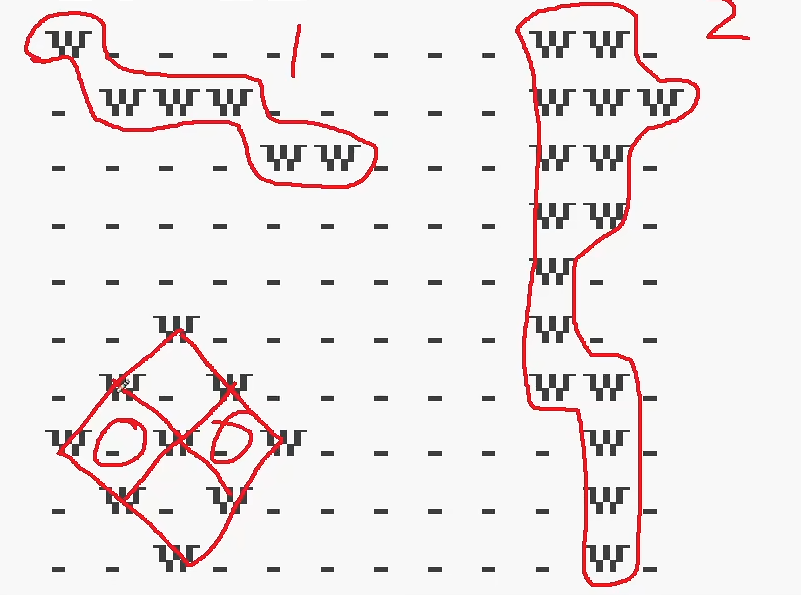 1 2
W - - - - - - - - W W -
- W W W - - - - - W W W
- - - - W W - - - W W -
- - - - - - - - - W W -
- - - - - - - - - W - -
- - W - - - - - - W - -
- W - W - - - - - W W -
W - W - W - - - - - W -
- W - W - - - - - - W -
- - W - - - - - - - W -